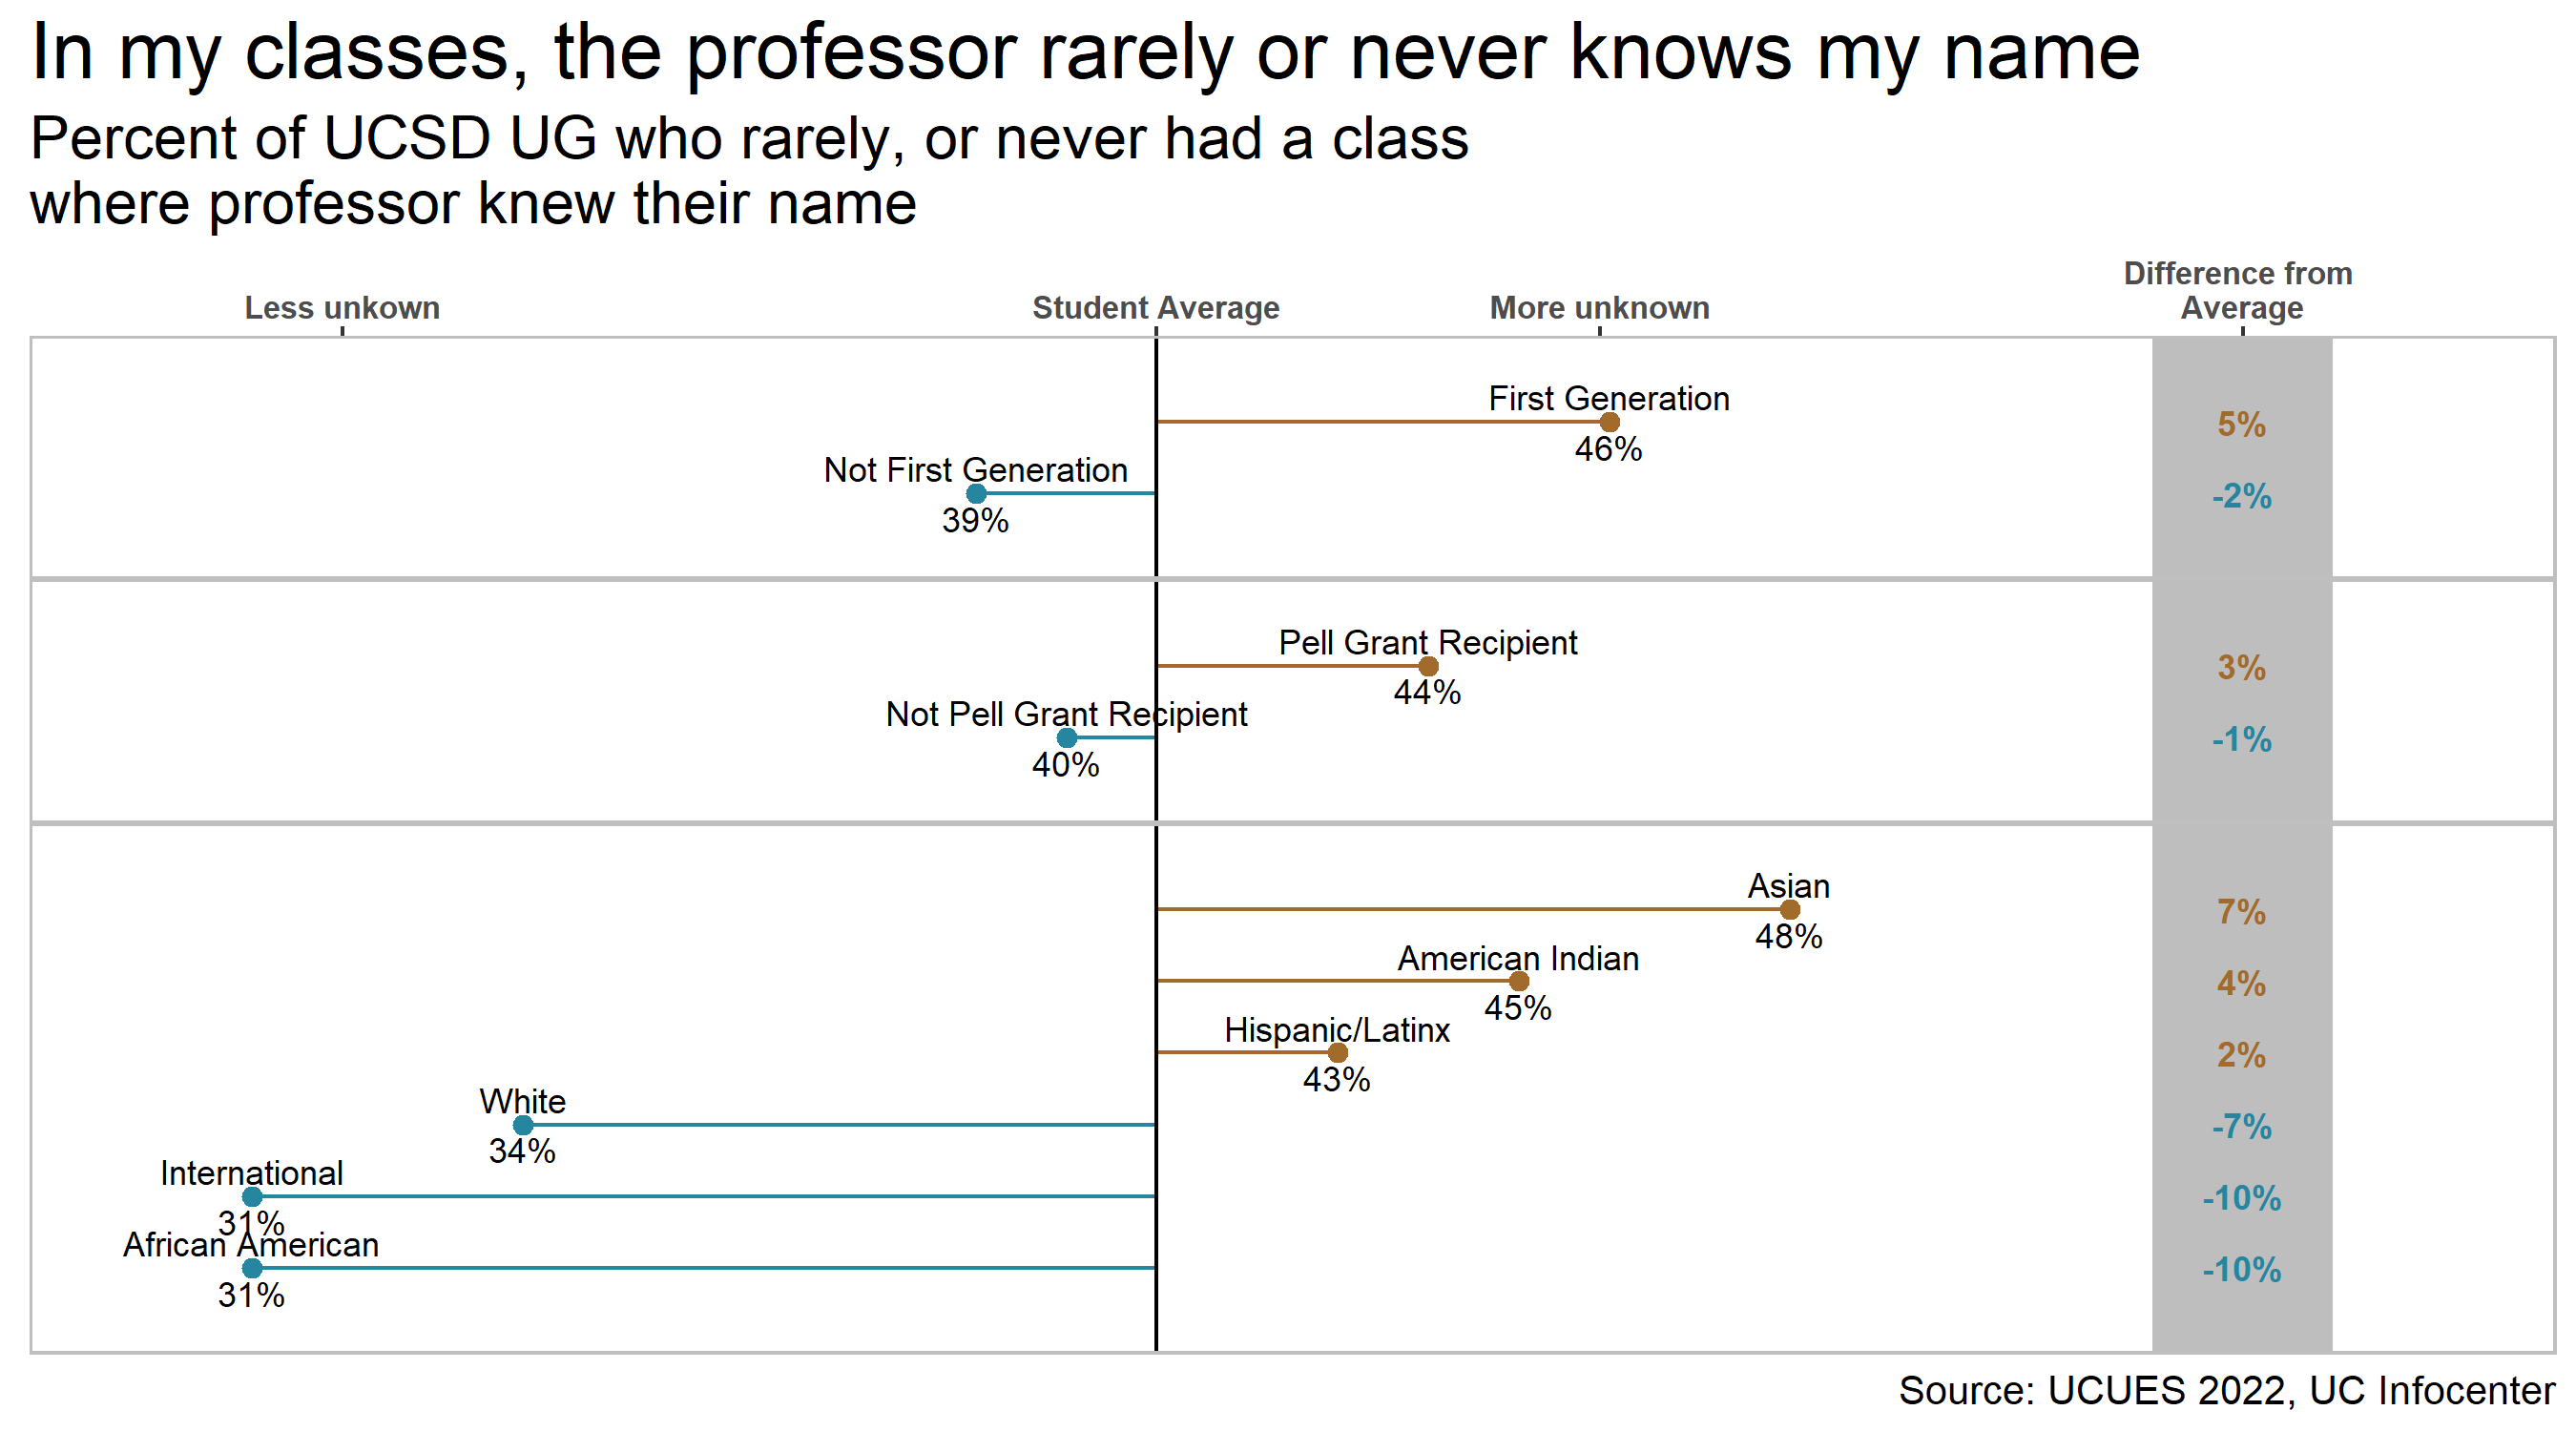 In my classes, the professor rarely or never knows my name
Percent of UCSD UG who rarely, or never had a class
where professor knew their name
Less unkown
Student Average
More unknown
Difference from
Average
First Generation
46%
5%
Not First Generation
39%
-2%
Pell Grant Recipient
44%
3%
Not Pell Grant Recipient
40%
-1%
Asian
48%
7%
American Indian
45%
4%
Hispanic/Latinx
43%
2%
White
34%
-7%
International
31%
-10%
African American
31%
-10%
Source: UCUES 2022, UC Infocenter